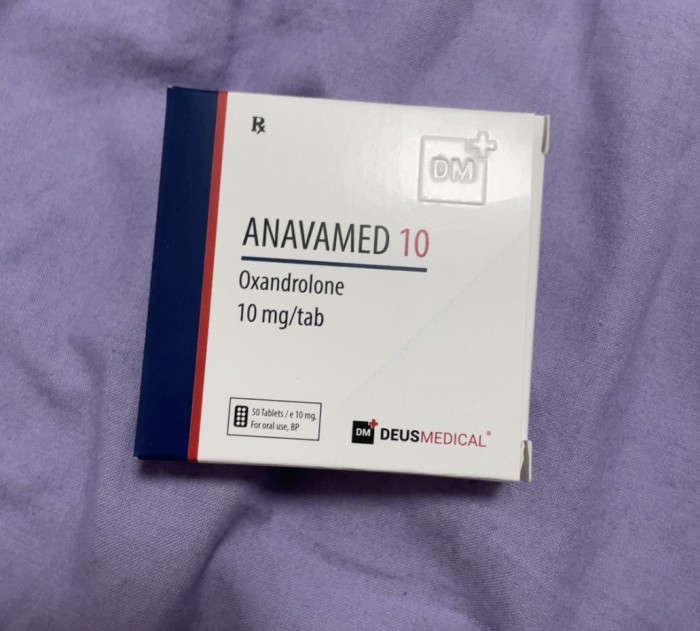 ℞
DM
ANAVAMED 10
Oxandrolone
10 mg/tab
50 Tablets / e 10 mg,
For oral use, BP
DM DEUSMEDICAL®